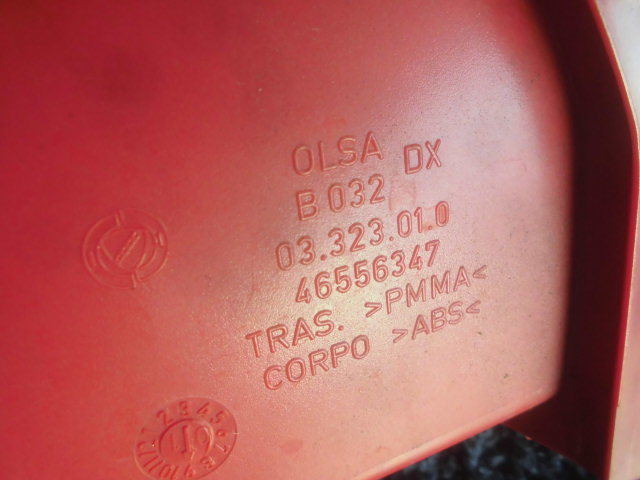 OLSA DX
B 032
03.323.01.0
46556347
TRAS. >PMMA<
CORPO >ABS<